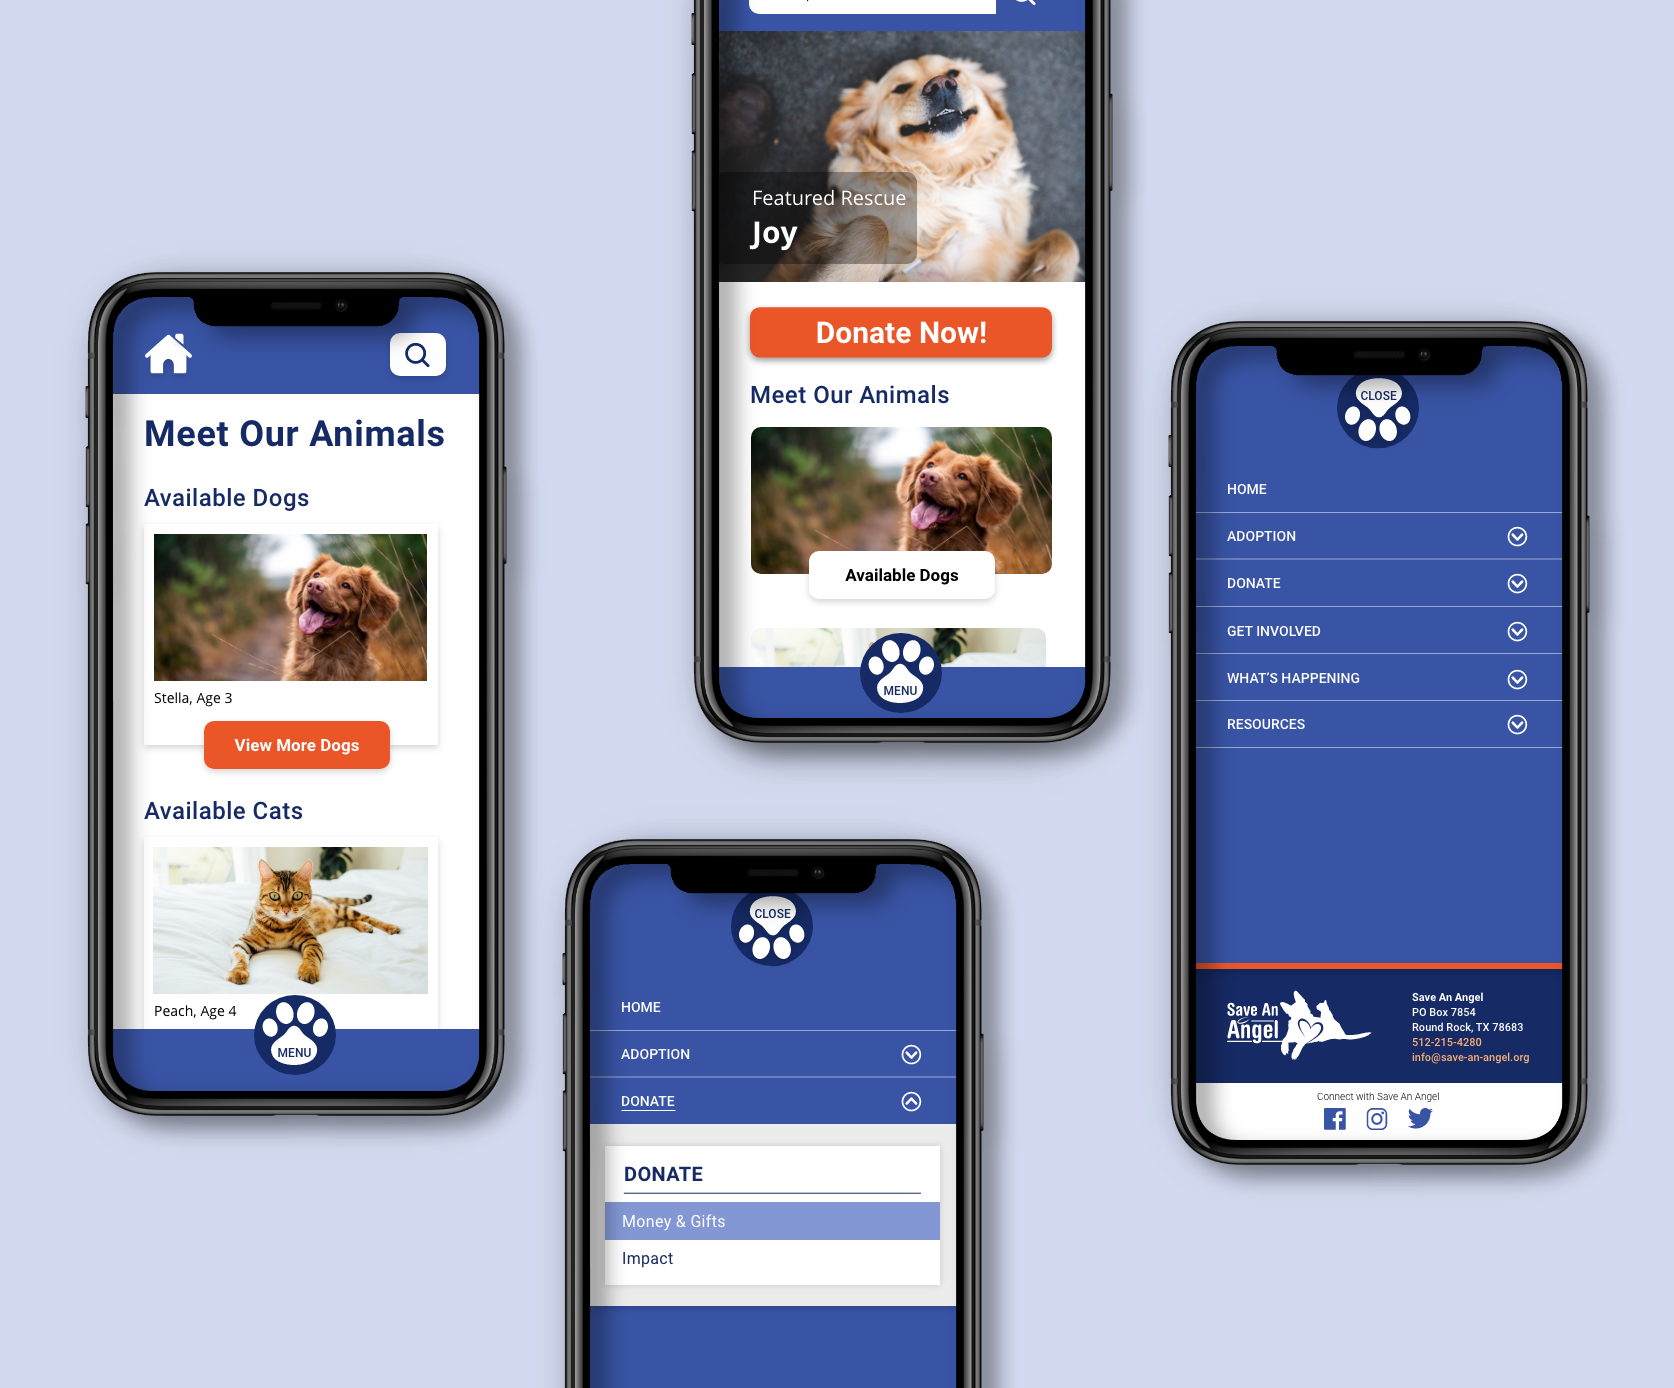 Meet Our Animals
Available Dogs
Stella, Age 3
View More Dogs
Available Cats
Peach, Age 4
MENU
Featured Rescue
Joy
Donate Now!
Meet Our Animals
Available Dogs
MENU
CLOSE
HOME
ADOPTION
DONATE
DONATE
Money & Gifts
Impact
CLOSE
HOME
ADOPTION
DONATE
GET INVOLVED
WHAT'S HAPPENING
RESOURCES
Save An
Angel
Save An Angel
PO Box 7854
Round Rock, TX 78683
512-215-4280
info@save-an-angel.org
Connect with Save An Angel